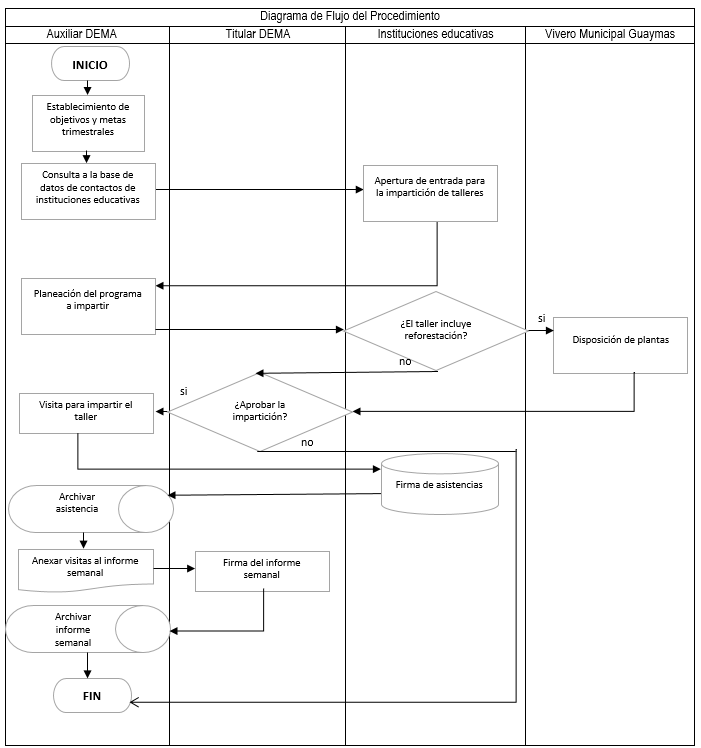 Diagrama de Flujo del Procedimiento
Auxiliar DEMA
Titular DEMA
Instituciones educativas
Vivero Municipal Guaymas
INICIO
Establecimiento de
objetivos y metas
trimestrales
Consulta a la base de
datos de contactos de
instituciones educativas
Apertura de entrada para
la impartición de talleres
Planeación del programa
a impartir
¿El taller incluye
reforestación?
si
Disposición de plantas
no
si
Visita para impartir el
taller
¿Aprobar la
impartición?
no
Firma de asistencias
Archivar
asistencia
Anexar visitas al informe
semanal
Firma del informe
semanal
Archivar
informe
semanal
FIN